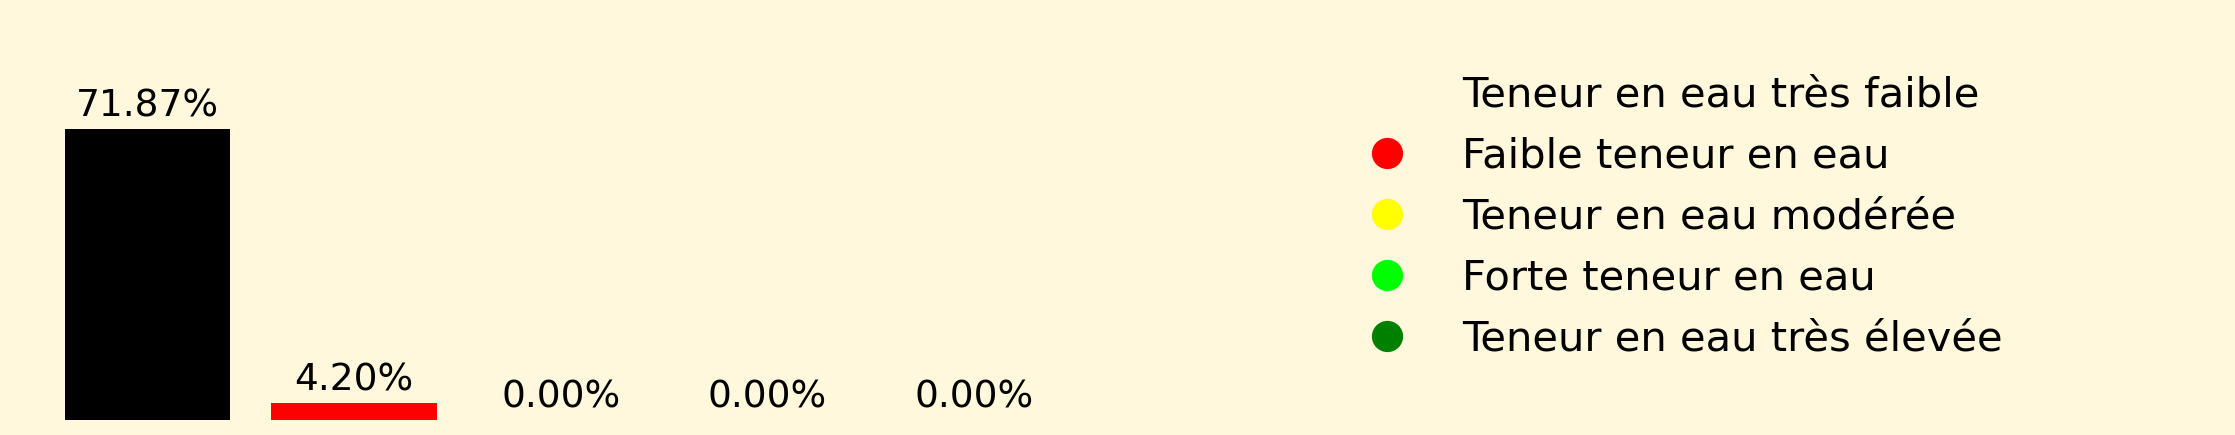 71.87%
4.20%
0.00%
0.00%
0.00%
Teneur en eau très faible
Faible teneur en eau
Teneur en eau modérée
Forte teneur en eau
Teneur en eau très élevée